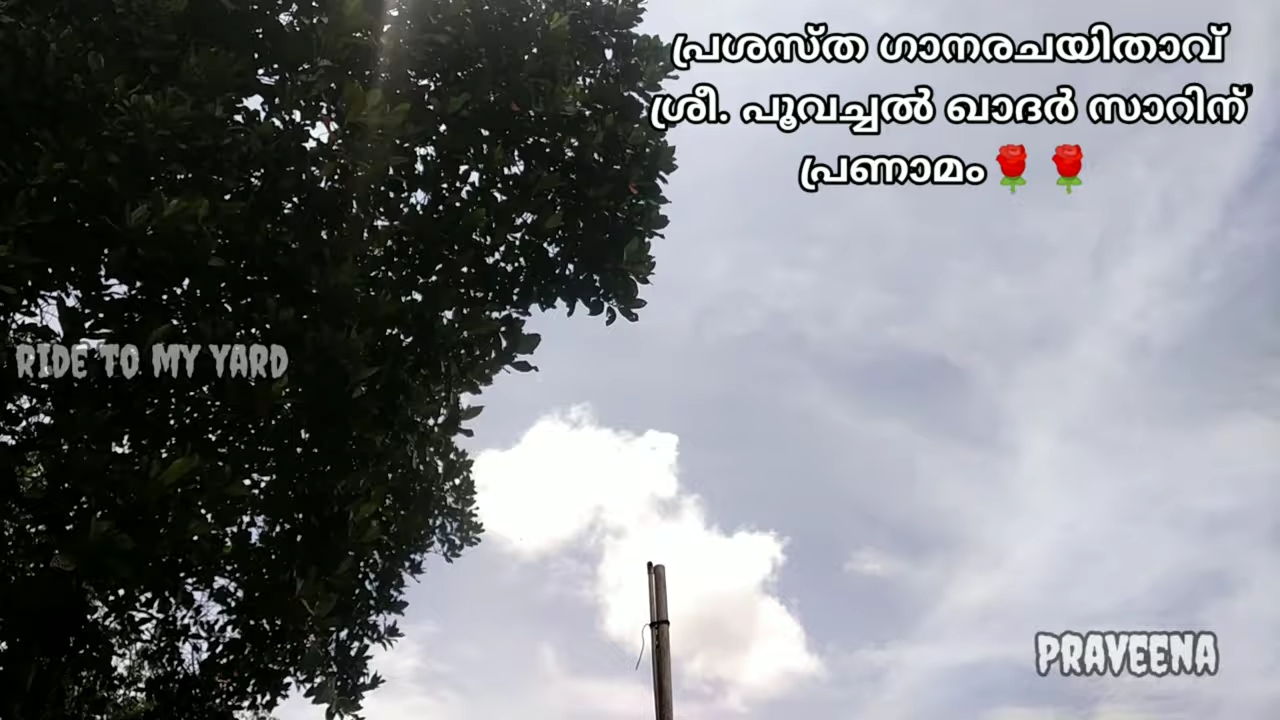 പ്രശസ്ത ഗാനരചയിതാവ്
ശ്രീ. പൂവച്ചൽ ഖാദർ സാറിന്
പ്രണാമം🌹 🌹
RIDE TO MY YARD
PRAVEENA